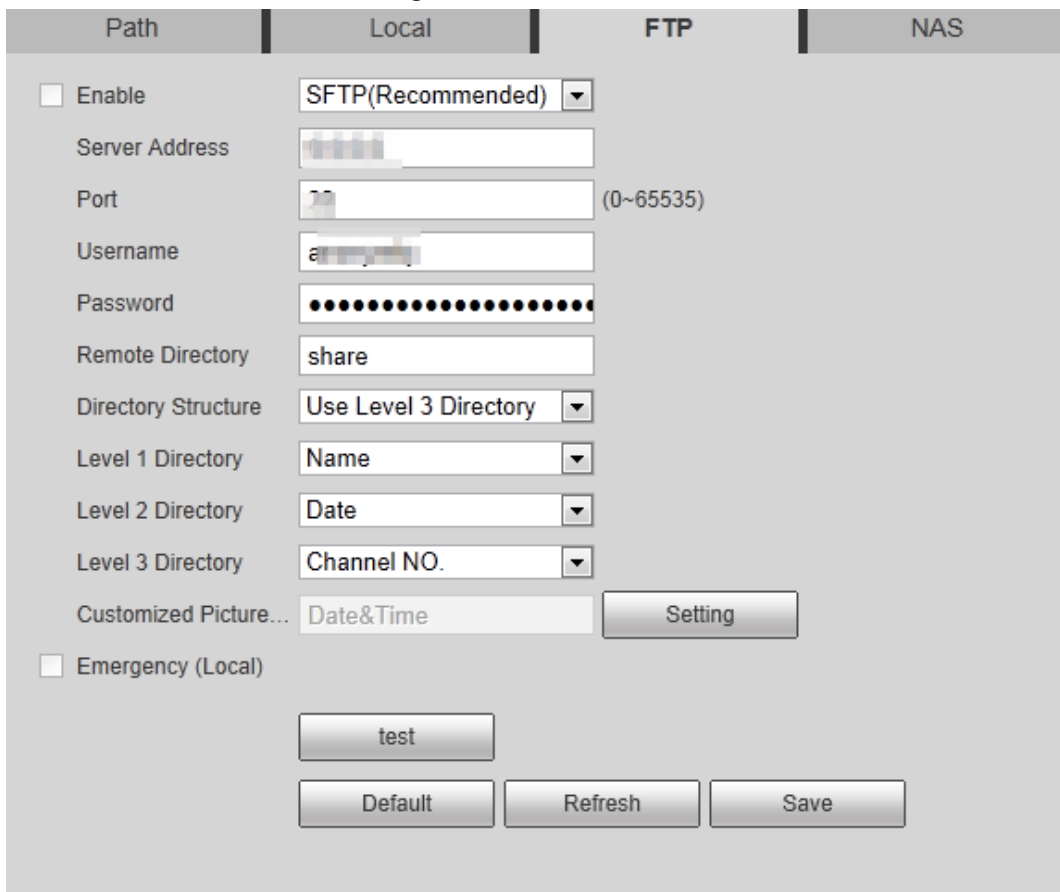 Path Local FTP NAS
Enable SFTP(Recommended)
Server Address
Port (0~65535)
Username
Password ●●●●●●●●●●●●●●●●●●●●
Remote Directory share
Directory Structure Use Level 3 Directory
Level 1 Directory Name
Level 2 Directory Date
Level 3 Directory Channel NO.
Customized Picture... Date&Time Setting
Emergency (Local)
test
Default Refresh Save